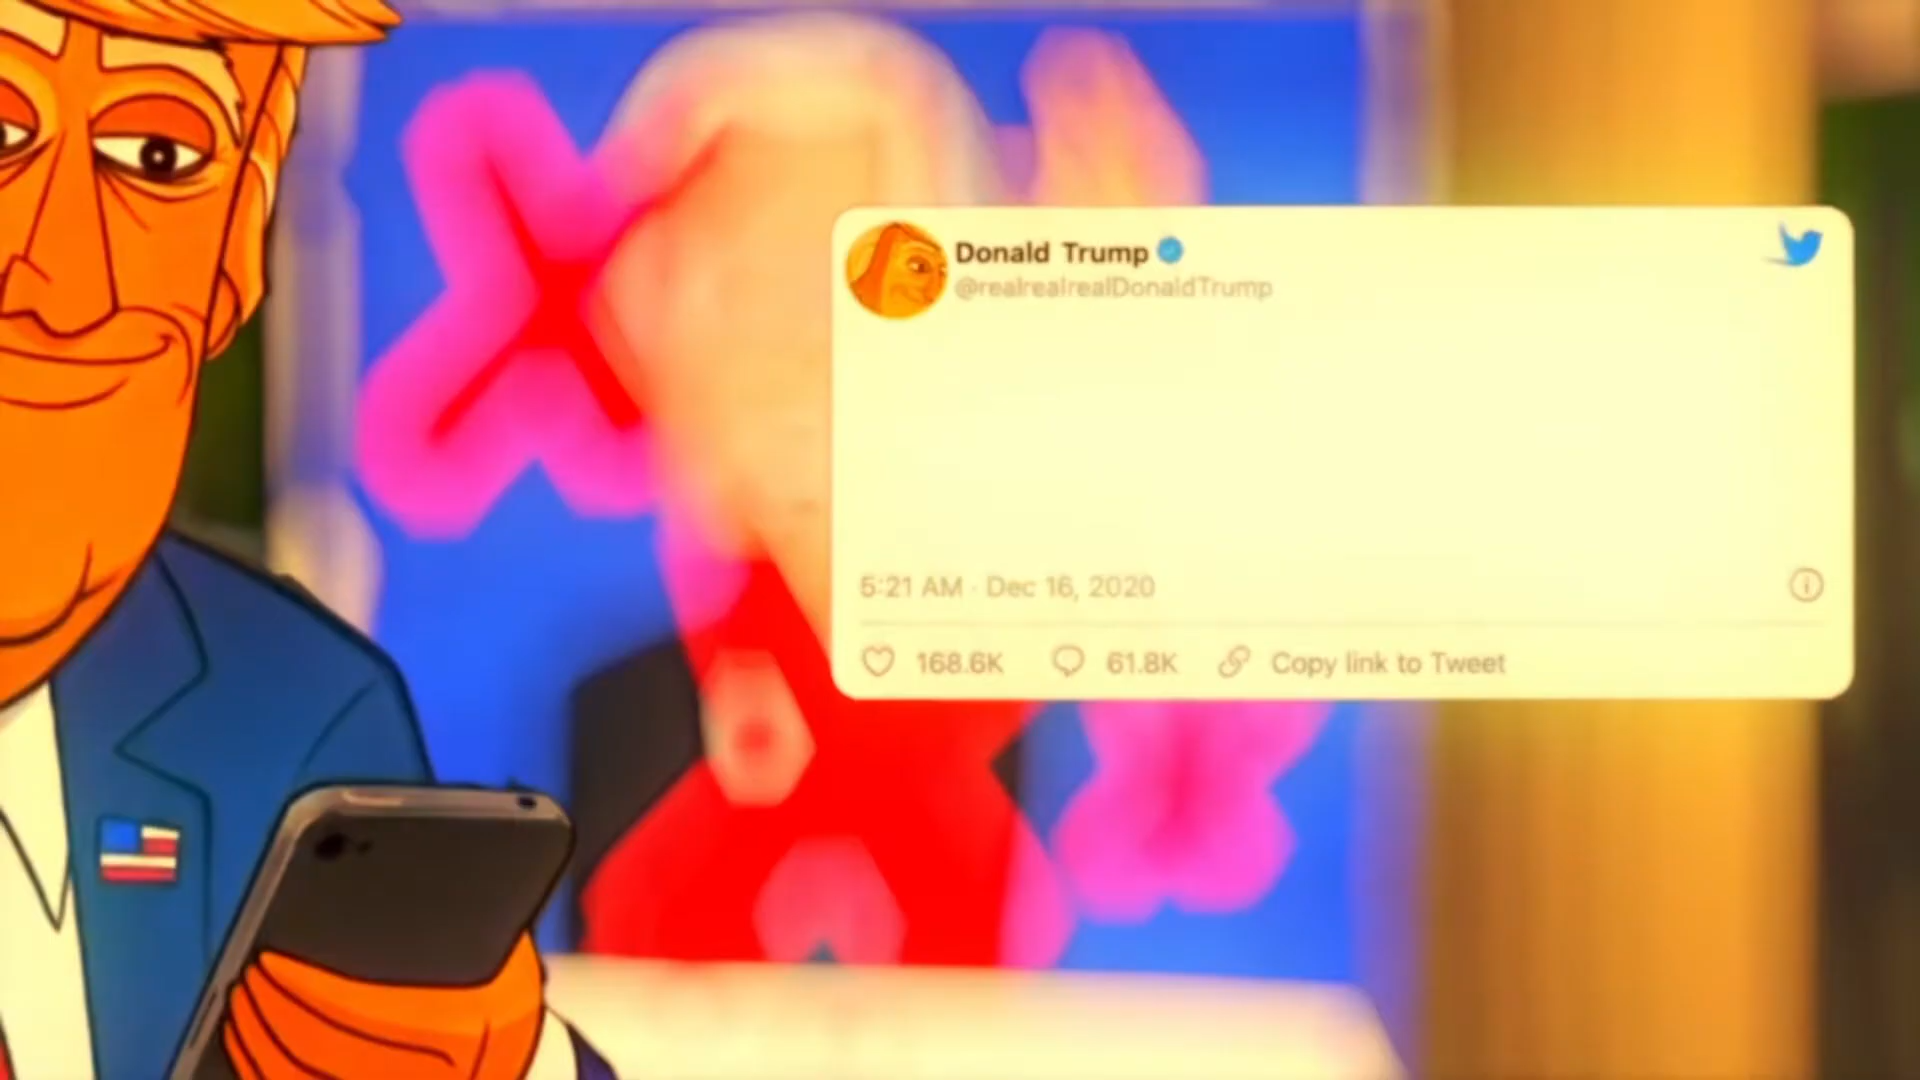 Donald Trump
@realrealrealDonaldTrump
5:21 AM · Dec 16, 2020
168.6K 61.8K Copy link to Tweet